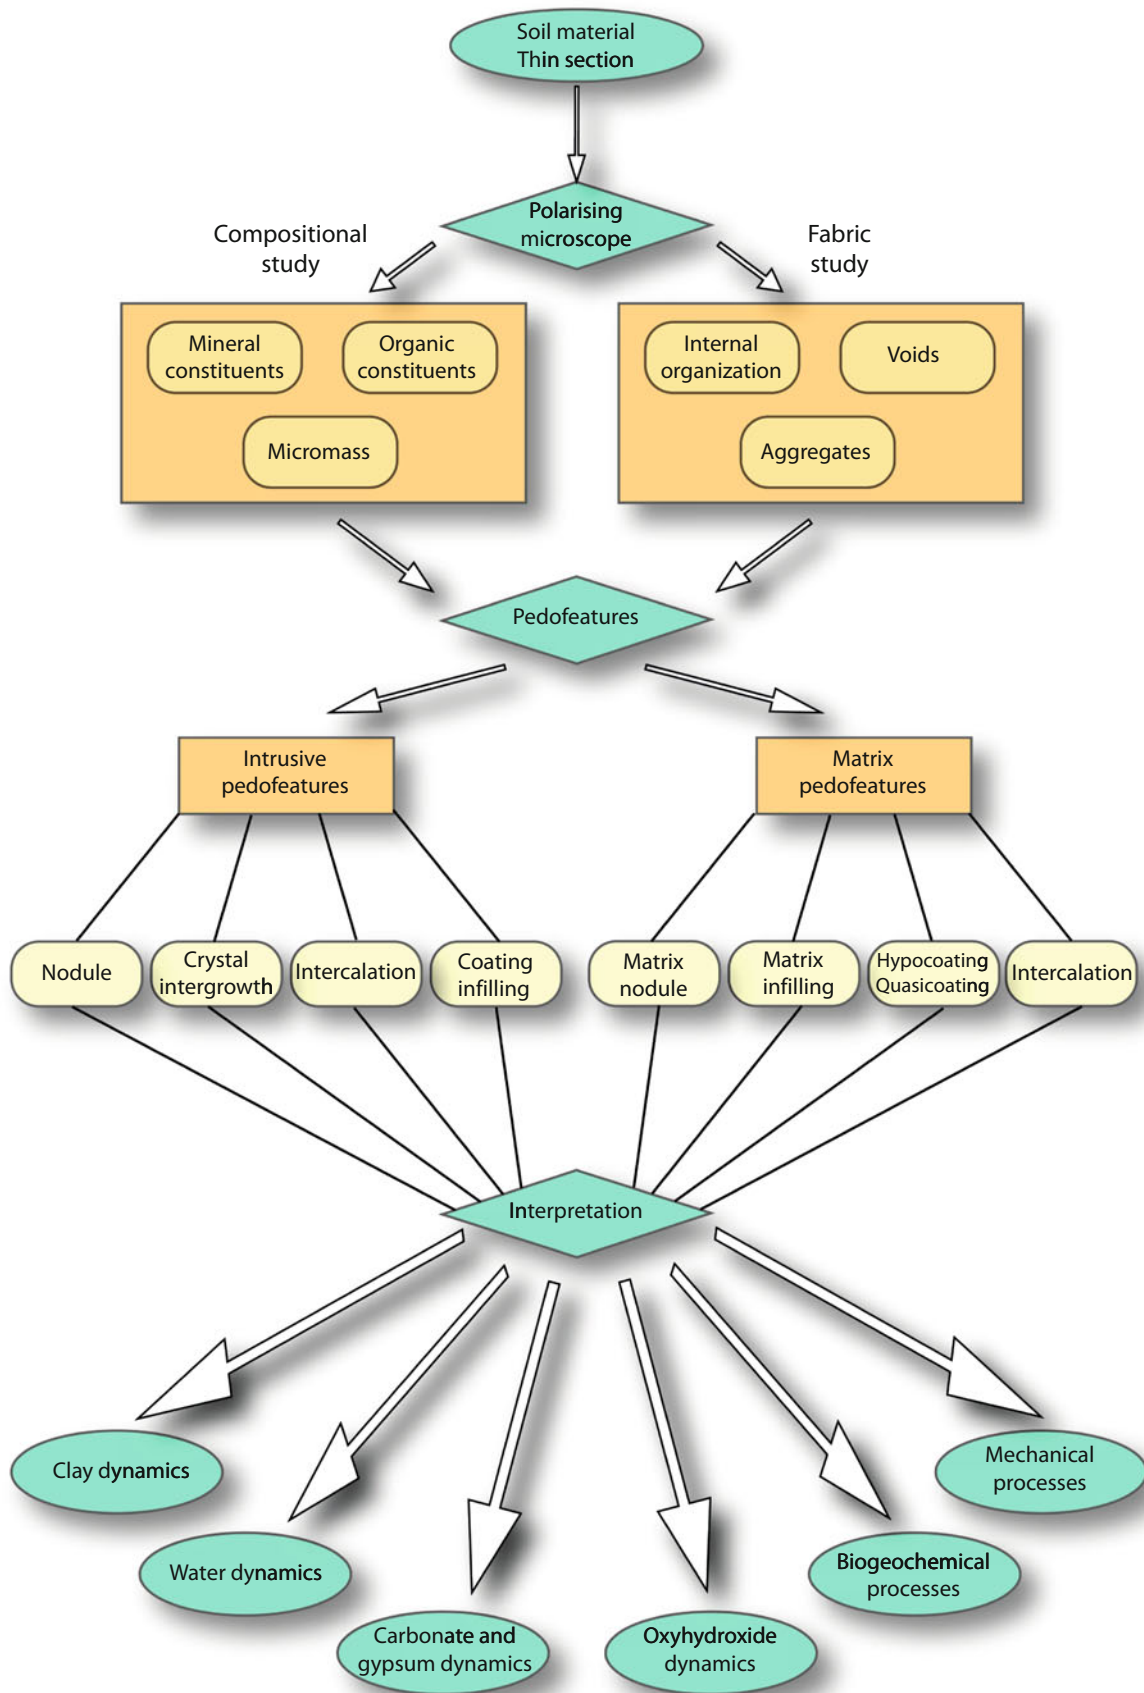 Soil material
Thin section
Polarising
microscope
Compositional
study
Fabric
study
Mineral
constituents
Organic
constituents
Micromass
Internal
organization
Voids
Aggregates
Pedofeatures
Intrusive
pedofeatures
Matrix
pedofeatures
Nodule
Crystal
intergrowth
Intercalation
Coating
infilling
Matrix
nodule
Matrix
infilling
Hypocoating
Quasicoating
Intercalation
Interpretation
Clay dynamics
Water dynamics
Carbonate and
gypsum dynamics
Oxyhydroxide
dynamics
Biogeochemical
processes
Mechanical
processes